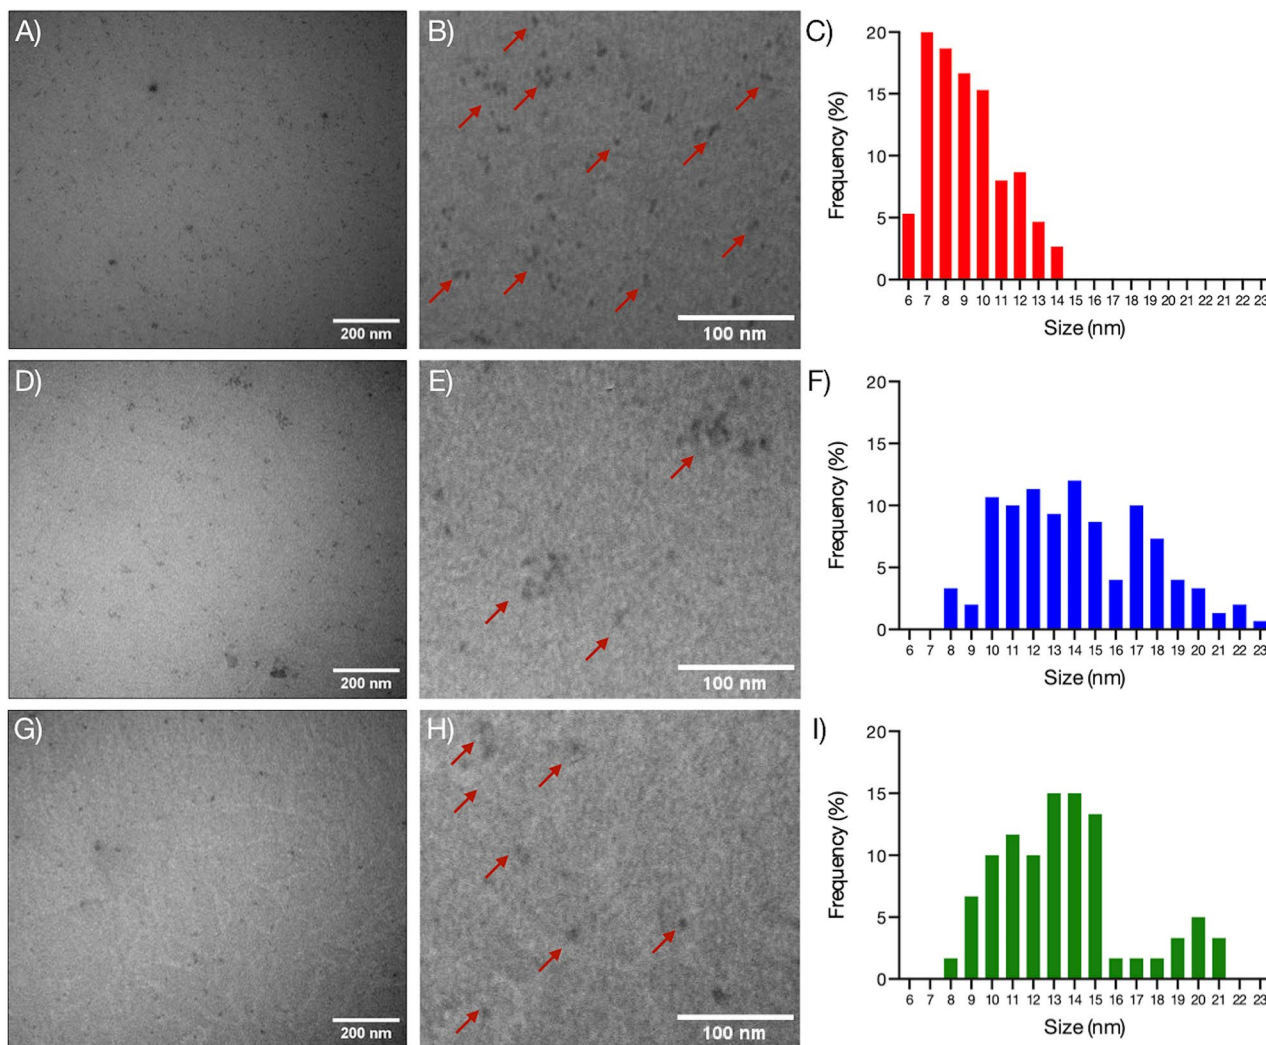 A)
200 nm
B)
100 nm
C)
Frequency (%)
20
15
10
5
0
6 7 8 9 10 11 12 13 14 15 16 17 18 19 20 21 22 21 22 23
Size (nm)
D)
200 nm
E)
100 nm
F)
Frequency (%)
20
15
10
5
0
6 7 8 9 10 11 12 13 14 15 16 17 18 19 20 21 22 23
Size (nm)
G)
200 nm
H)
100 nm
I)
Frequency (%)
20
15
10
5
0
6 7 8 9 10 11 12 13 14 15 16 17 18 19 20 21 22 23
Size (nm)